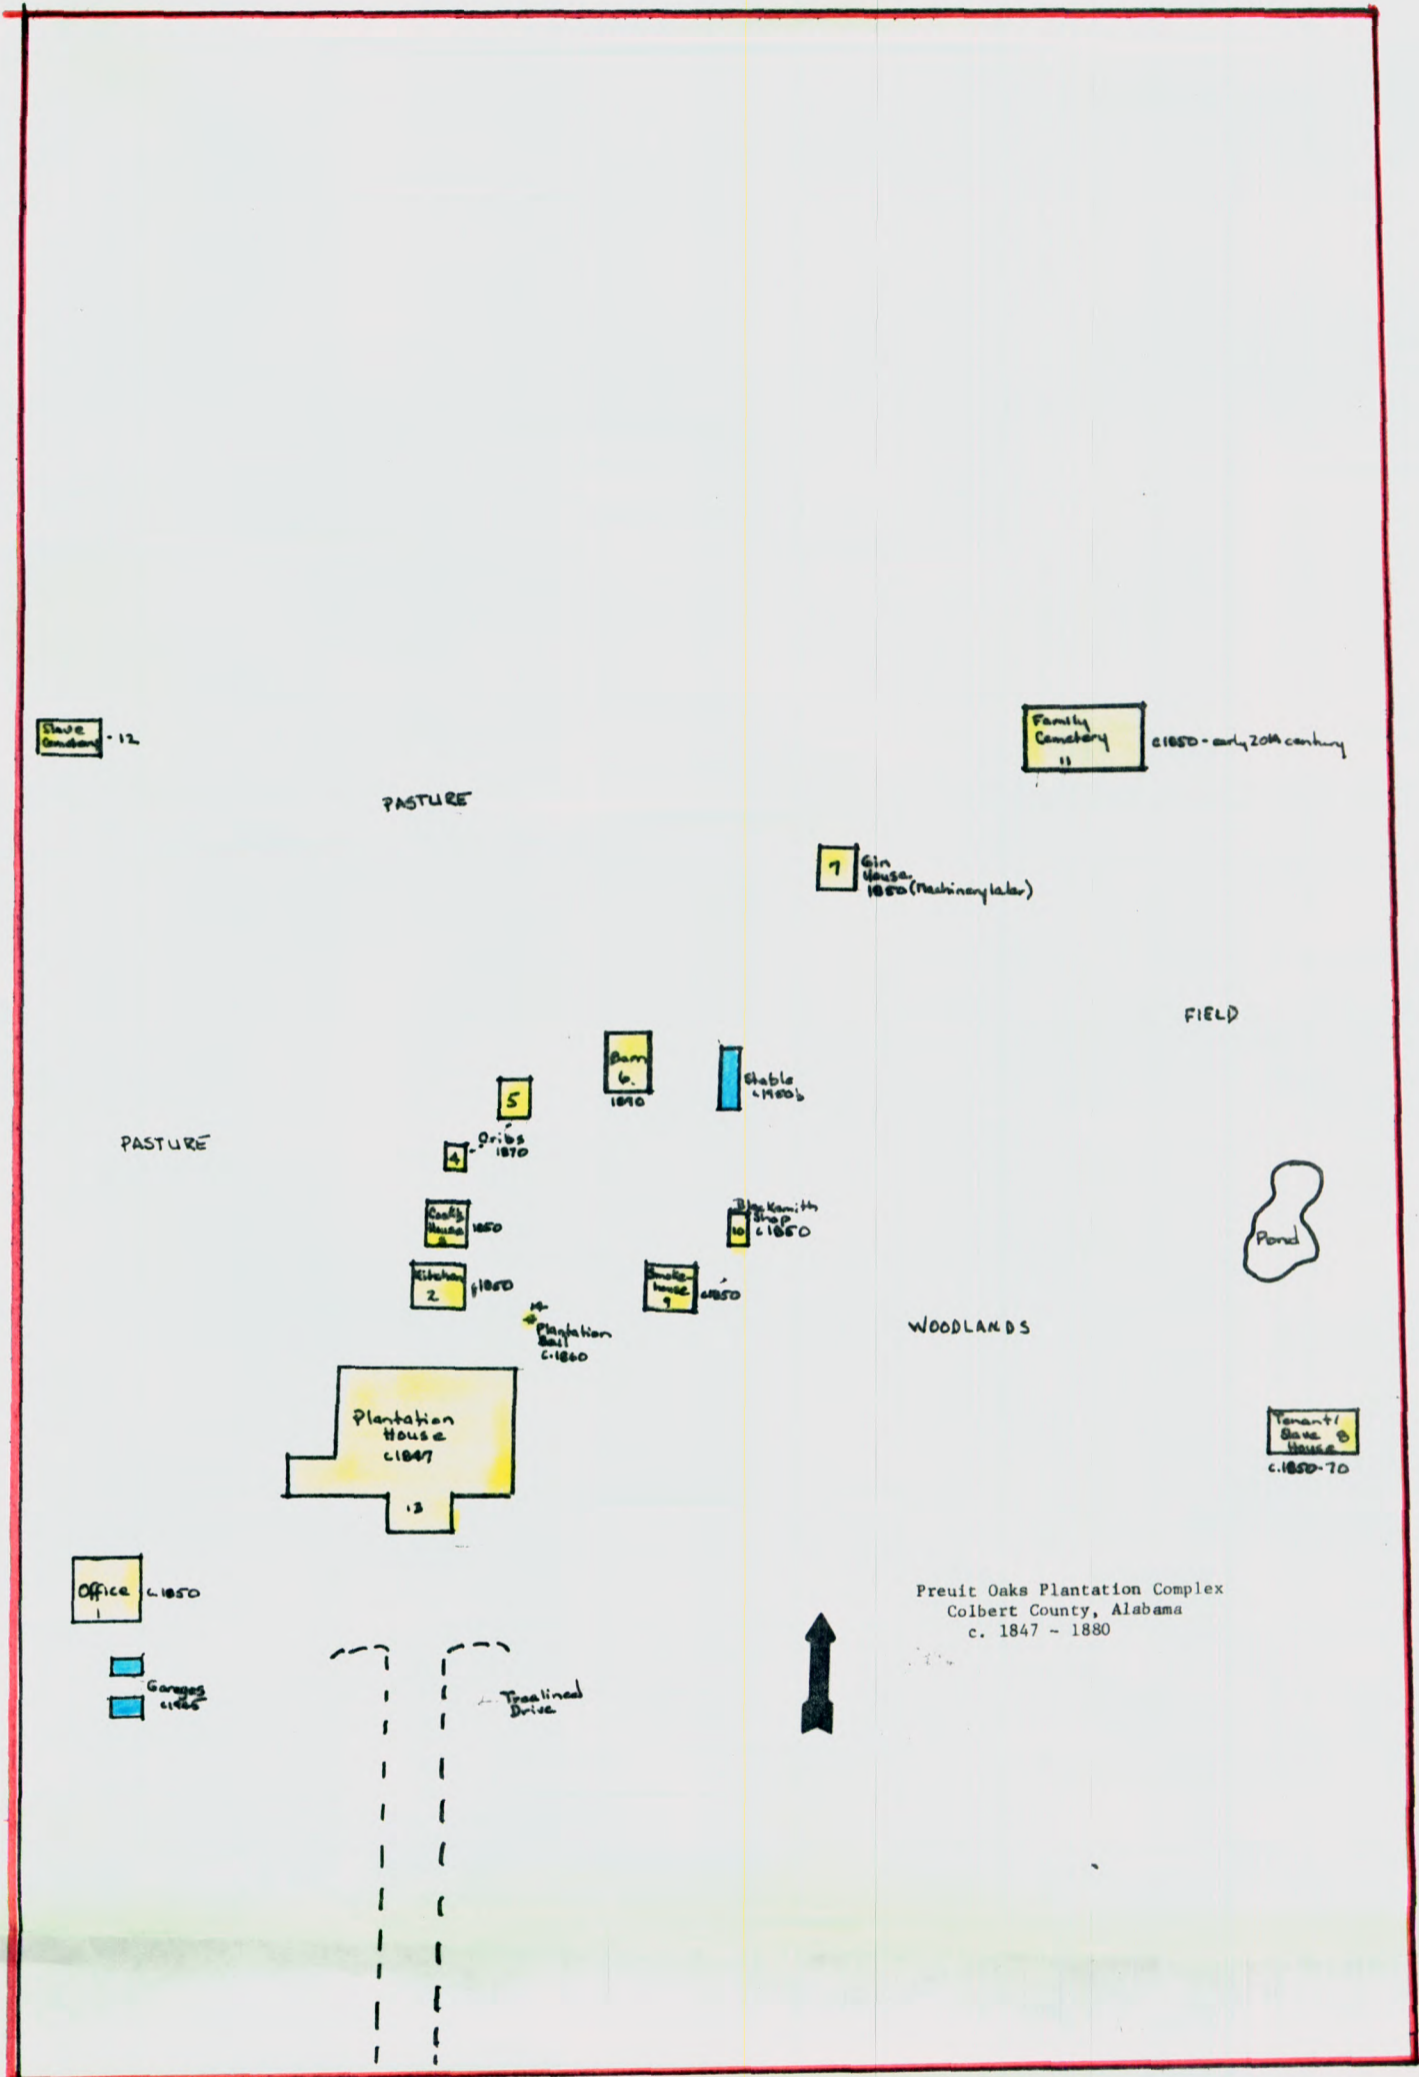 Slave
Cemetery - 12
Family
Cemetery
11
c1850 - early 20th century
PASTURE
7
Gin
House
1850 (Machinery later)
FIELD
Barn
6.
1890
Stable
5
Cribs
1870
4
PASTURE
Cook's
House
1850
Blacksmith
Shop
c1850
10
Pond
Kitchen
2
c1850
Smoke-
house
9
c1850
14
Plantation
Bell
c.1860
WOODLANDS
Plantation
House
c1847
13
Tenant/
Slave 8
House
c.1850-70
Office
1
c.1850
Preuit Oaks Plantation Complex
Colbert County, Alabama
c. 1847 - 1880
Garages
Treelined
Drive